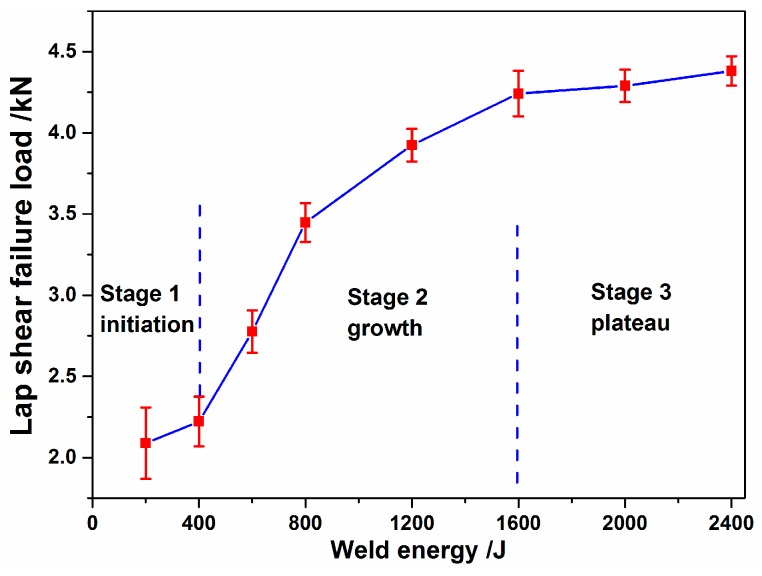 Lap shear failure load /kN
4.5
4.0
3.5
3.0
2.5
2.0
Stage 1
initiation
Stage 2
growth
Stage 3
plateau
0
400
800
1200
1600
2000
2400
Weld energy /J